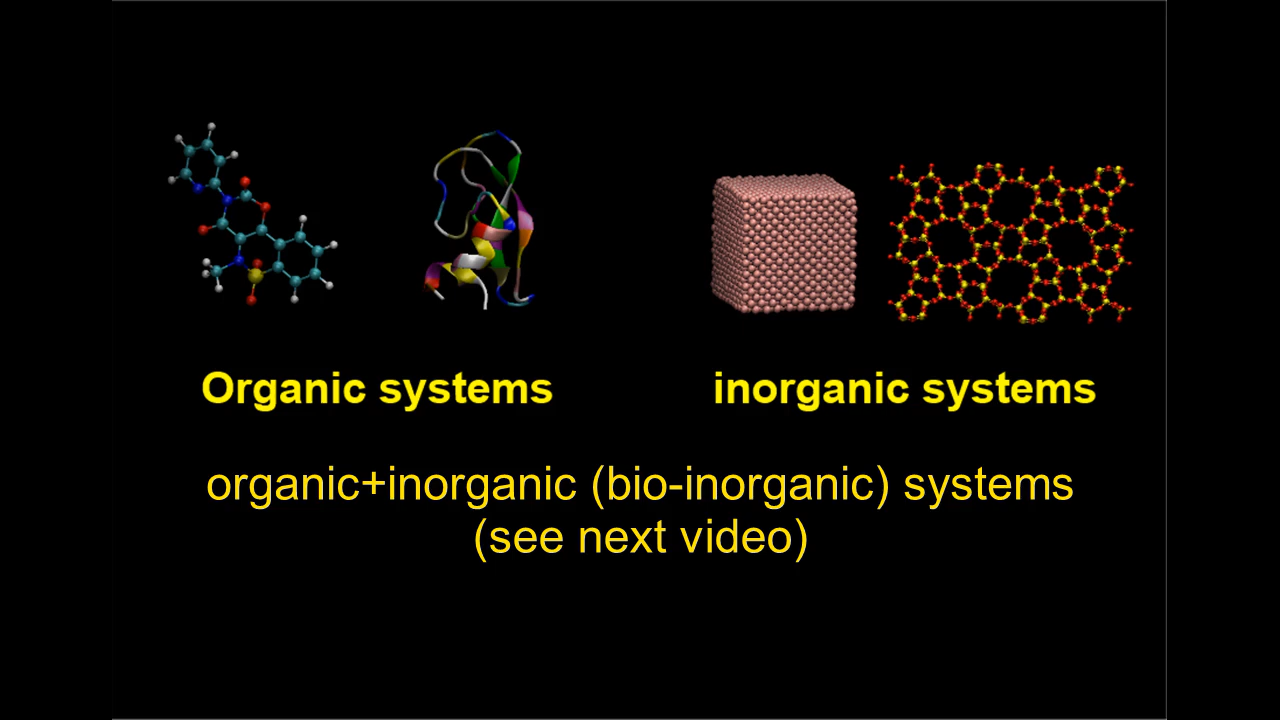 Organic systems
inorganic systems
organic+inorganic (bio-inorganic) systems
(see next video)